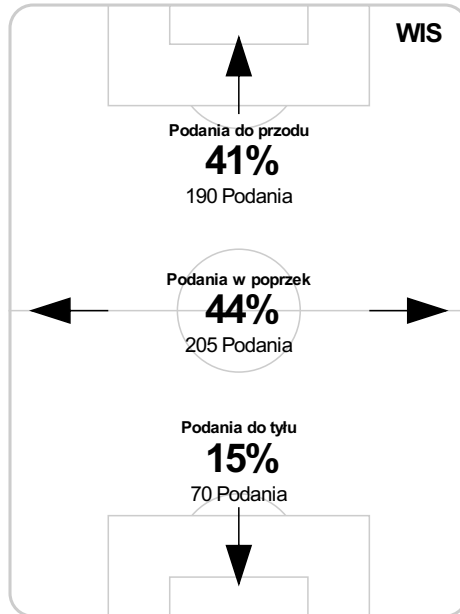 WIS
Podania do przodu
41%
190 Podania
Podania w poprzek
44%
205 Podania
Podania do tyłu
15%
70 Podania